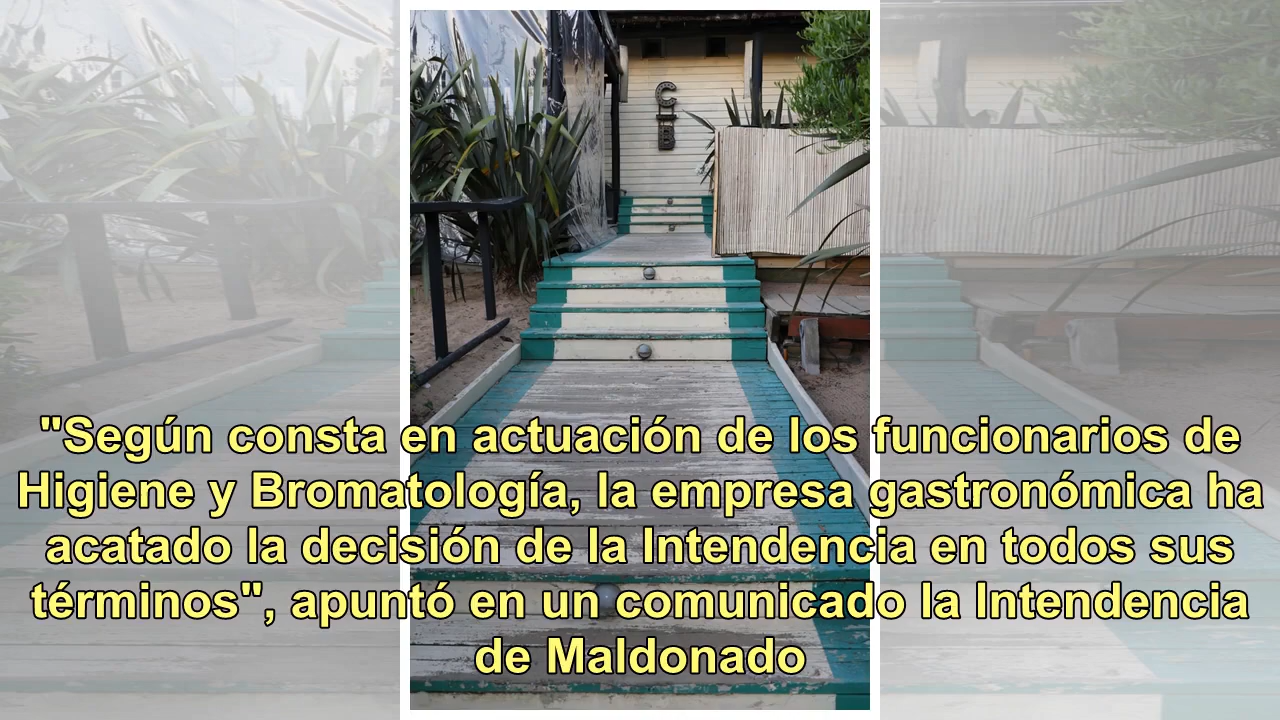 CHB
"Según consta en actuación de los funcionarios de
Higiene y Bromatología, la empresa gastronómica ha
acatado la decisión de la Intendencia en todos sus
términos", apuntó en un comunicado la Intendencia
de Maldonado